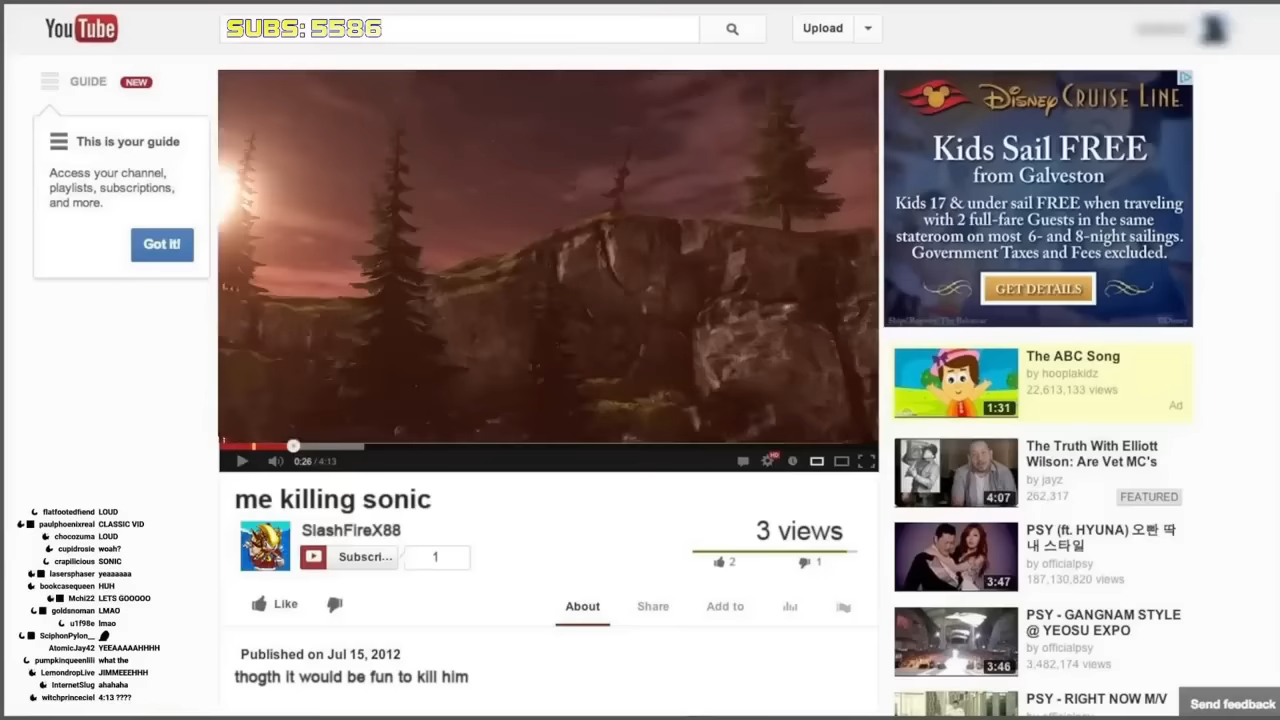 YouTube
SUBS: 5586
Upload
GUIDE
NEW
This is your guide
Access your channel,
playlists, subscriptions,
and more.
Got it!
DISNEY CRUISE LINE
Kids Sail FREE
from Galveston
Kids 17 & under sail FREE when traveling
with 2 full-fare Guests in the same
stateroom on most 6- and 8-night sailings.
Government Taxes and Fees excluded.
GET DETAILS
0:26 / 4:13
HD
me killing sonic
SlashFireX88
Subscri...
1
3 views
2
1
Like
About
Share
Add to
Published on Jul 15, 2012
thogth it would be fun to kill him
The ABC Song
by hooplakidz
22,613,133 views
Ad
1:31
The Truth With Elliott
Wilson: Are Vet MC's
by jayz
262,317
FEATURED
4:07
PSY (ft. HYUNA) 오빤 딱
내 스타일
by officialpsy
187,130,820 views
3:47
PSY - GANGNAM STYLE
@ YEOSU EXPO
by officialpsy
3,482,174 views
3:46
PSY - RIGHT NOW M/V
Send feedback
flatfootedfiend LOUD
paulphoenixreal CLASSIC VID
chocozuma LOUD
cupidrosie woah?
crapilicious SONIC
lasersphaser yeaaaaaa
bookcasequeen HUH
Mchi22 LETS GOOOOO
goldsnoman LMAO
u1f98e lmao
SciphonPylon__
AtomicJay42 YEEAAAAAHHHH
pumpkinqueenlili what the
LemondropLive JIMMEEEHHH
InternetSlug ahahaha
witchprinceciel 4:13 ????